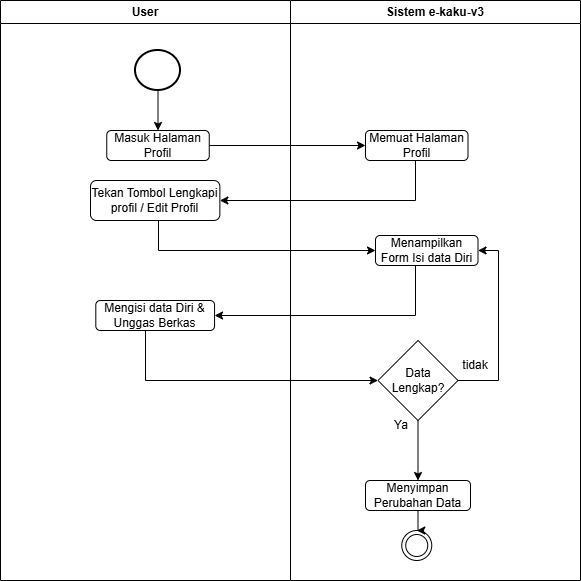 User
Sistem e-kaku-v3
Masuk Halaman
Profil
Memuat Halaman
Profil
Tekan Tombol Lengkapi
profil / Edit Profil
Menampilkan
Form Isi data Diri
Mengisi data Diri &
Unggas Berkas
Data
Lengkap?
tidak
Ya
Menyimpan
Perubahan Data